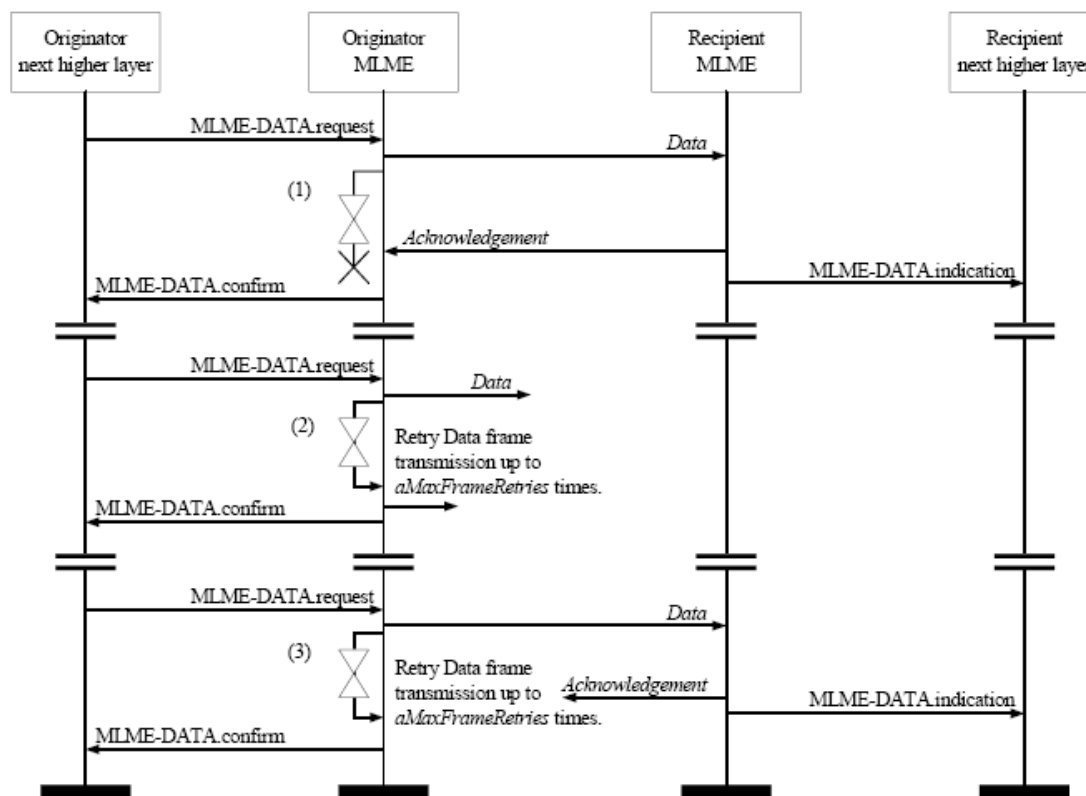 Originator
next higher layer
Originator
MLME
Recipient
MLME
Recipient
next higher layer
MLME-DATA.request
Data
(1)
Acknowledgement
MLME-DATA.indication
MLME-DATA.confirm
MLME-DATA.request
Data
(2)
Retry Data frame
transmission up to
aMaxFrameRetries times.
MLME-DATA.confirm
MLME-DATA.request
Data
(3)
Retry Data frame
transmission up to
aMaxFrameRetries times.
Acknowledgement
MLME-DATA.indication
MLME-DATA.confirm